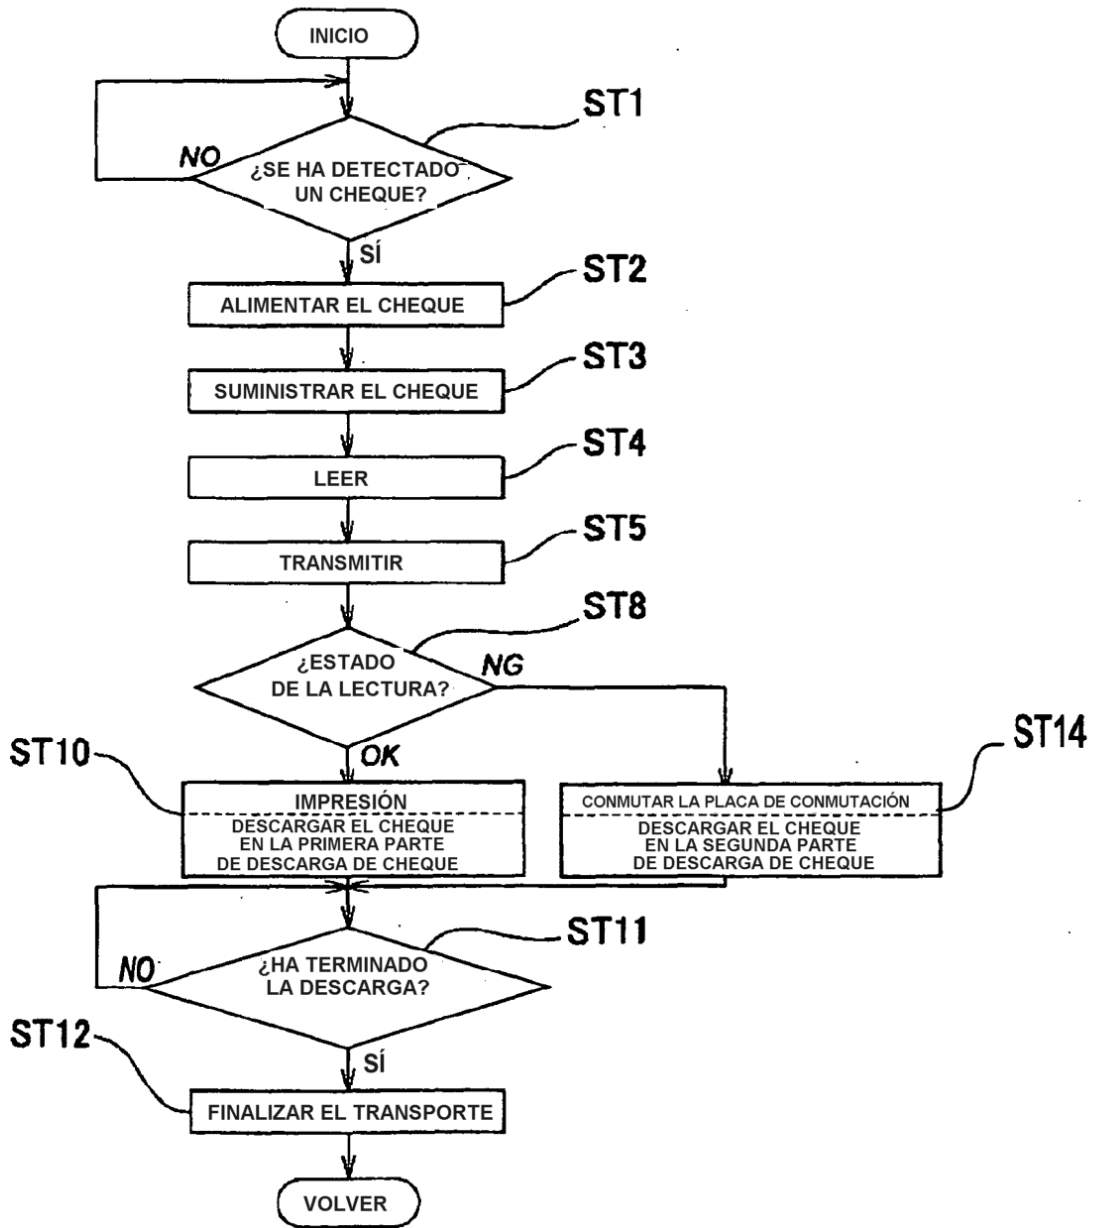 INICIO
ST1
NO
¿SE HA DETECTADO
UN CHEQUE?
SÍ
ST2
ALIMENTAR EL CHEQUE
ST3
SUMINISTRAR EL CHEQUE
ST4
LEER
ST5
TRANSMITIR
ST8
¿ESTADO
DE LA LECTURA?
NG
OK
ST10
IMPRESIÓN
DESCARGAR EL CHEQUE
EN LA PRIMERA PARTE
DE DESCARGA DE CHEQUE
ST14
CONMUTAR LA PLACA DE CONMUTACIÓN
DESCARGAR EL CHEQUE
EN LA SEGUNDA PARTE
DE DESCARGA DE CHEQUE
ST11
¿HA TERMINADO
LA DESCARGA?
NO
SÍ
ST12
FINALIZAR EL TRANSPORTE
VOLVER